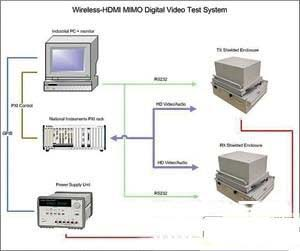 Wireless-HDMI MIMO Digital Video Test System
Industrial PC + monitor
TX Shielded Enclosure
RS232
PXI Control
GPIB
National Instruments PXI rack
HD Video/Audio
RX Shielded Enclosure
HD Video/Audio
Power Supply Unit
RS232